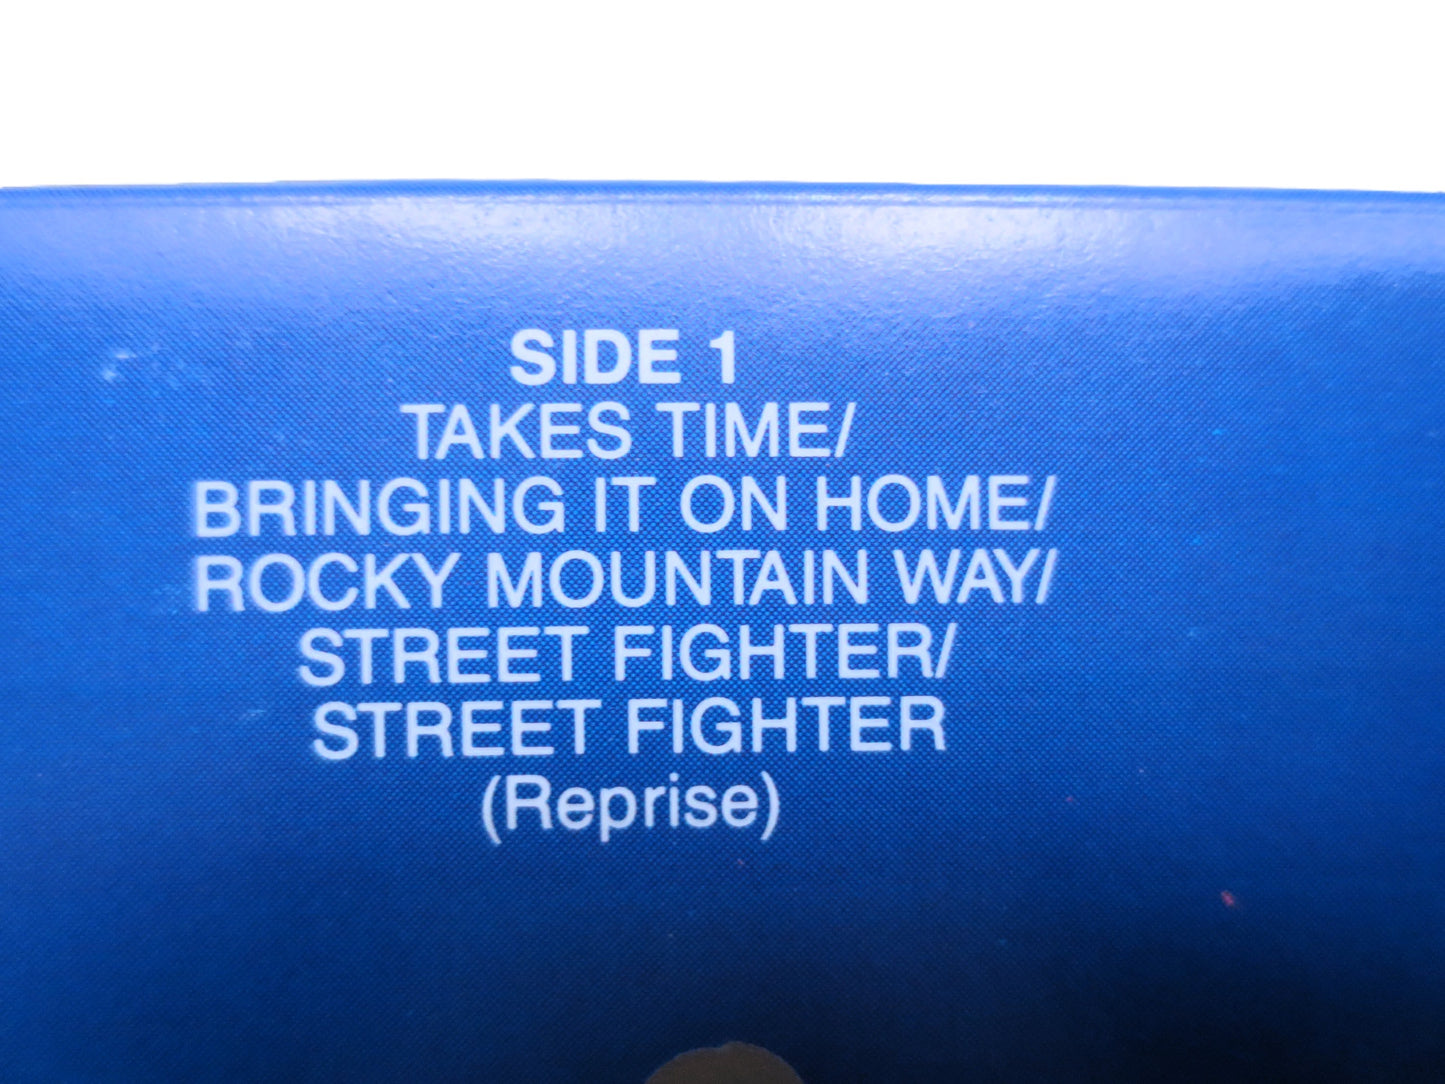 SIDE 1
TAKES TIME/
BRINGING IT ON HOME/
ROCKY MOUNTAIN WAY/
STREET FIGHTER/
STREET FIGHTER
(Reprise)